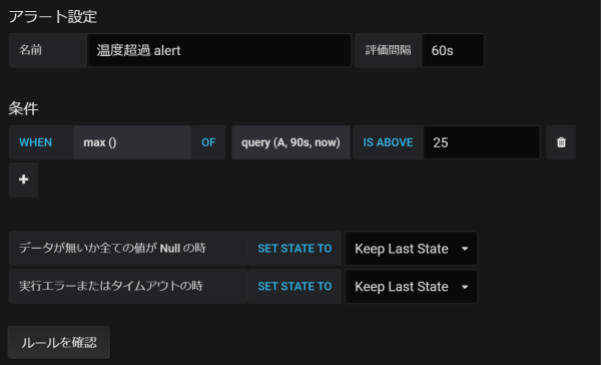 アラート設定
名前 温度超過 alert 評価間隔 60s
条件
WHEN max () OF query (A, 90s, now) IS ABOVE 25
データが無いか全ての値が Null の時 SET STATE TO Keep Last State
実行エラーまたはタイムアウトの時 SET STATE TO Keep Last State
ルールを確認